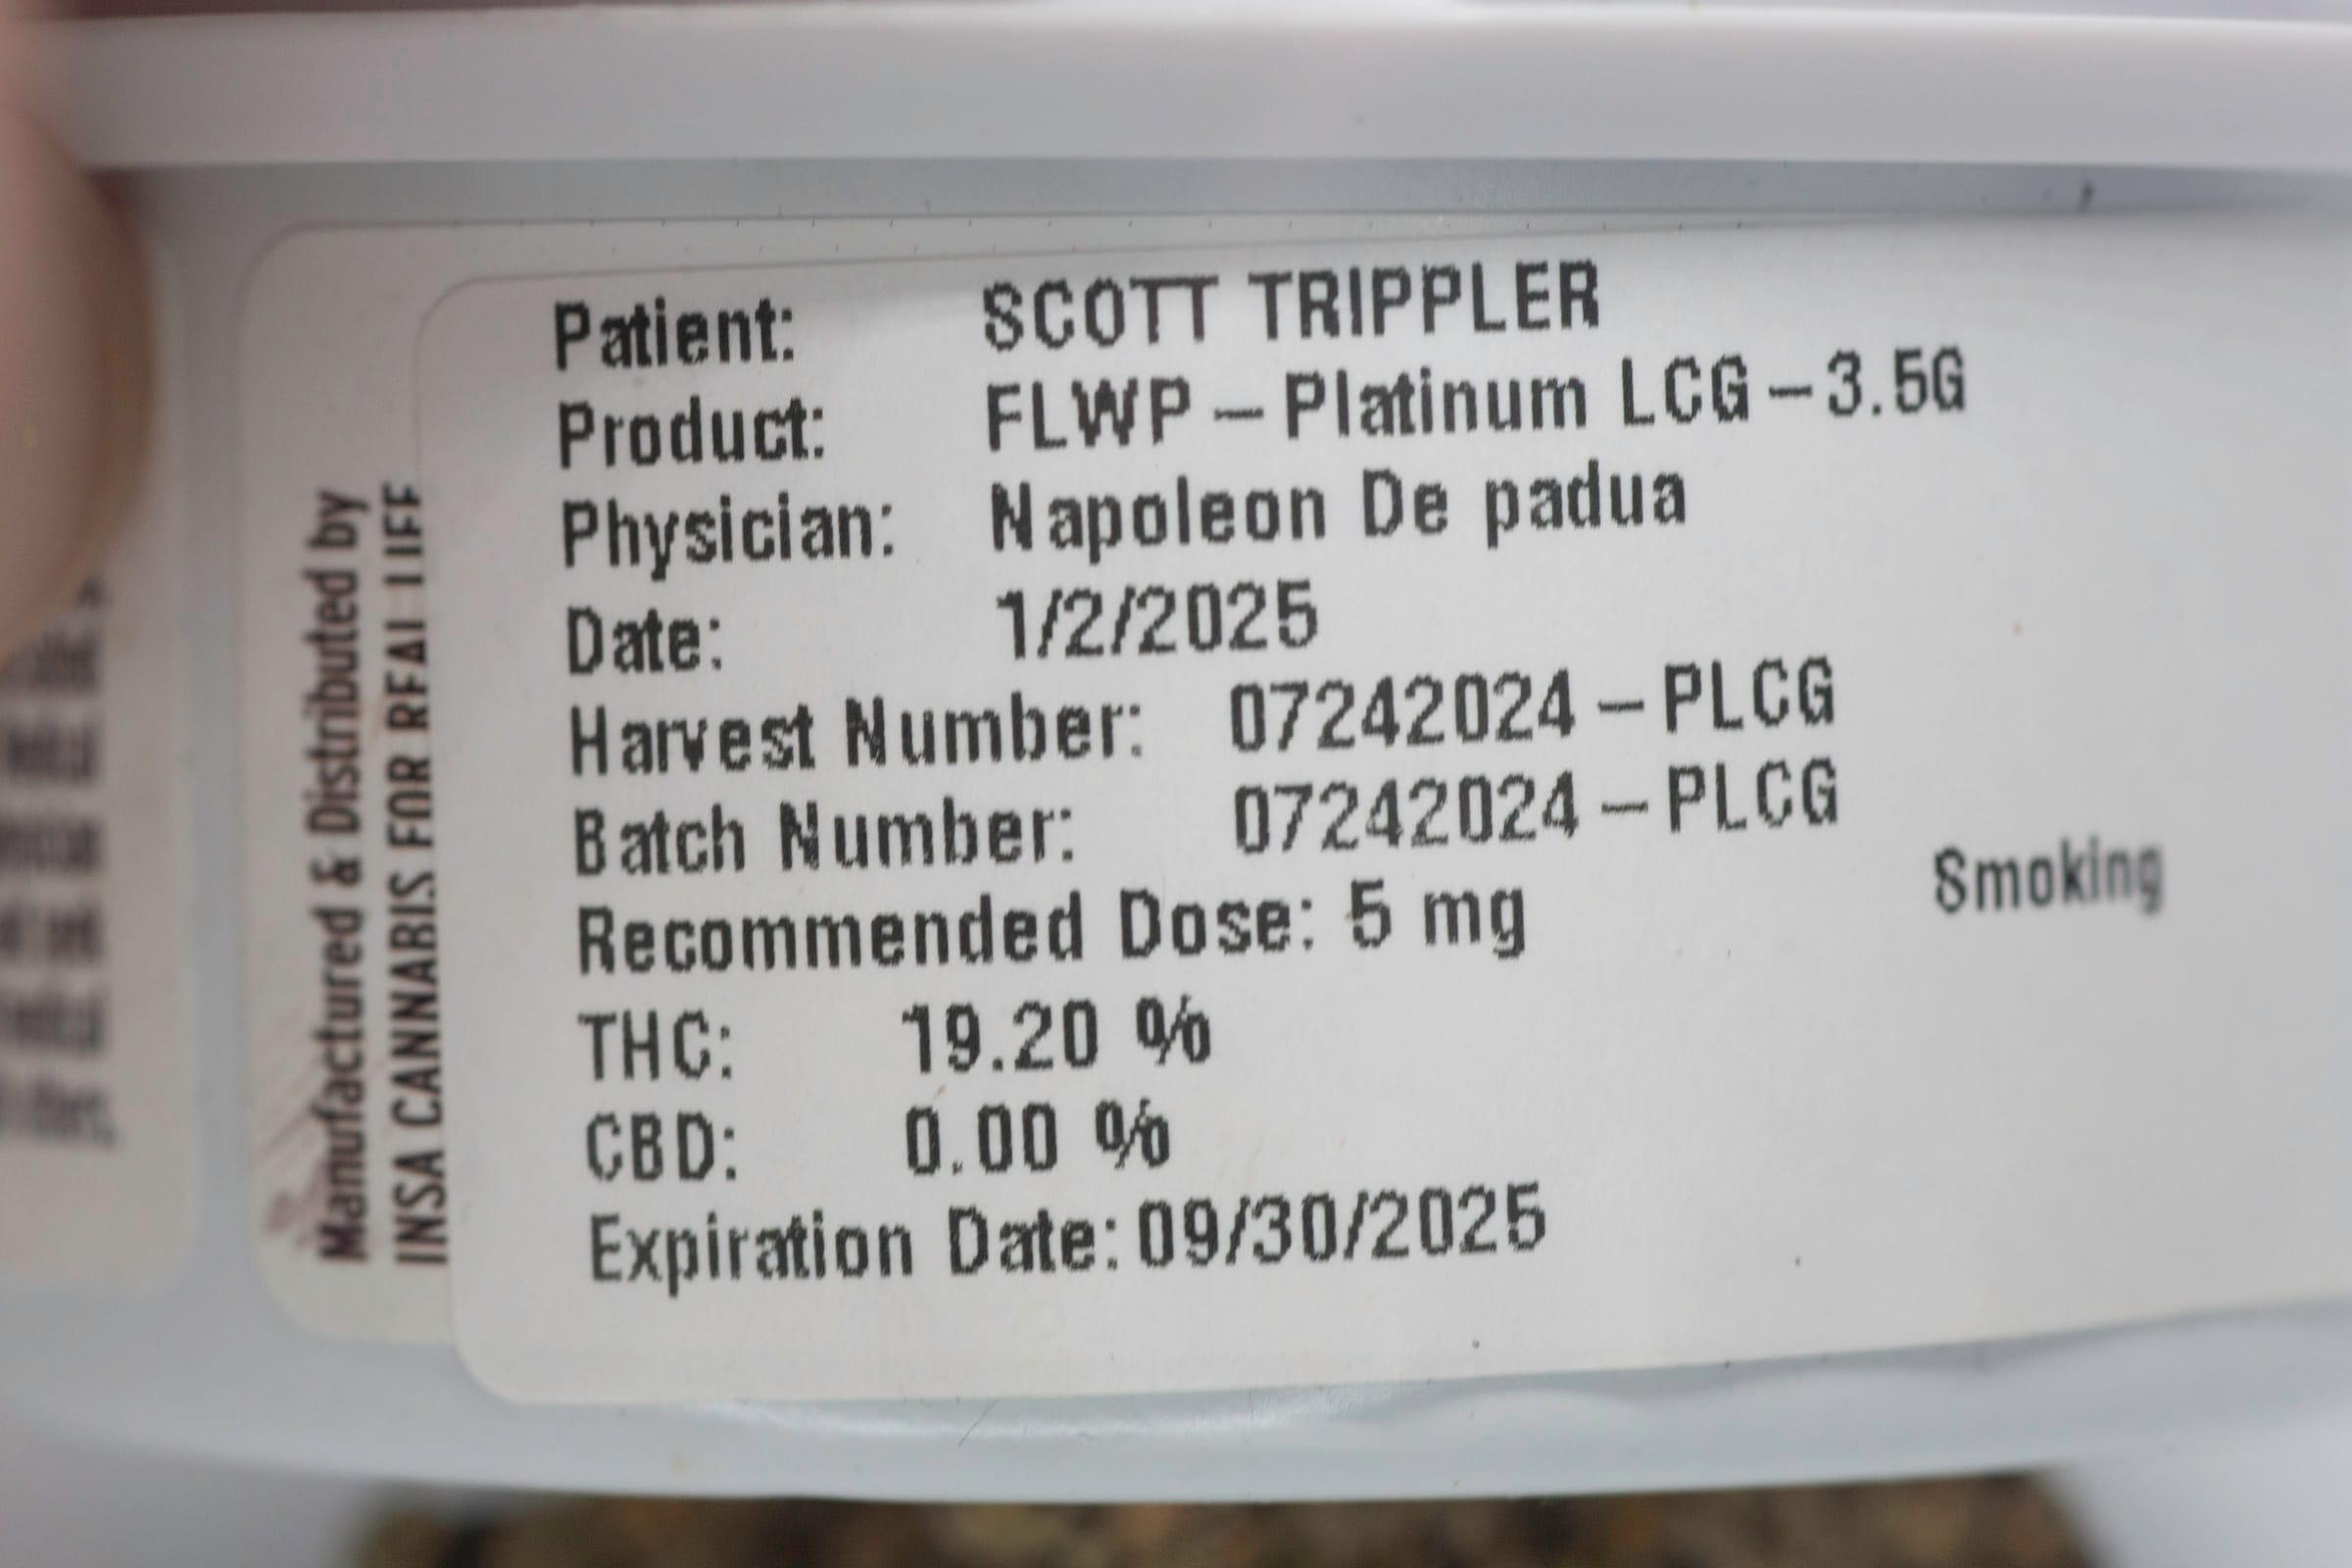 Manufactured & Distributed by
INSA CANNABIS FOR REAL LIFE
Patient: SCOTT TRIPPLER
Product: FLWP - Platinum LCG - 3.5G
Physician: Napoleon De padua
Date: 1/2/2025
Harvest Number: 07242024 - PLCG
Batch Number: 07242024 - PLCG
Recommended Dose: 5 mg Smoking
THC: 19.20 %
CBD: 0.00 %
Expiration Date: 09/30/2025